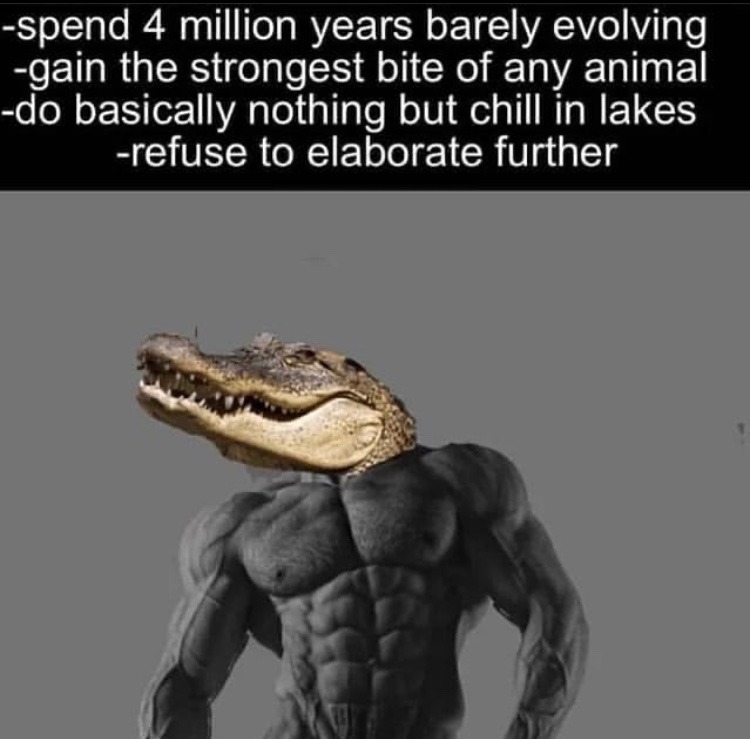 -spend 4 million years barely evolving
-gain the strongest bite of any animal
-do basically nothing but chill in lakes
-refuse to elaborate further